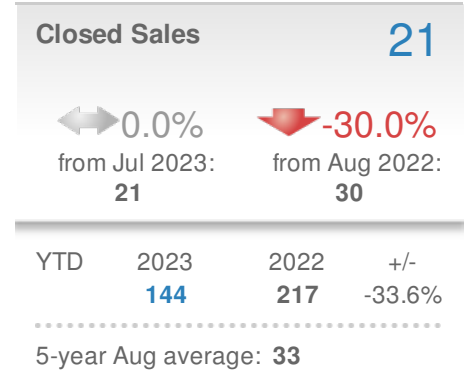 Closed Sales 21
0.0% -30.0%
from Jul 2023: from Aug 2022:
21 30
YTD 2023 2022 +/-
144 217 -33.6%
5-year Aug average: 33